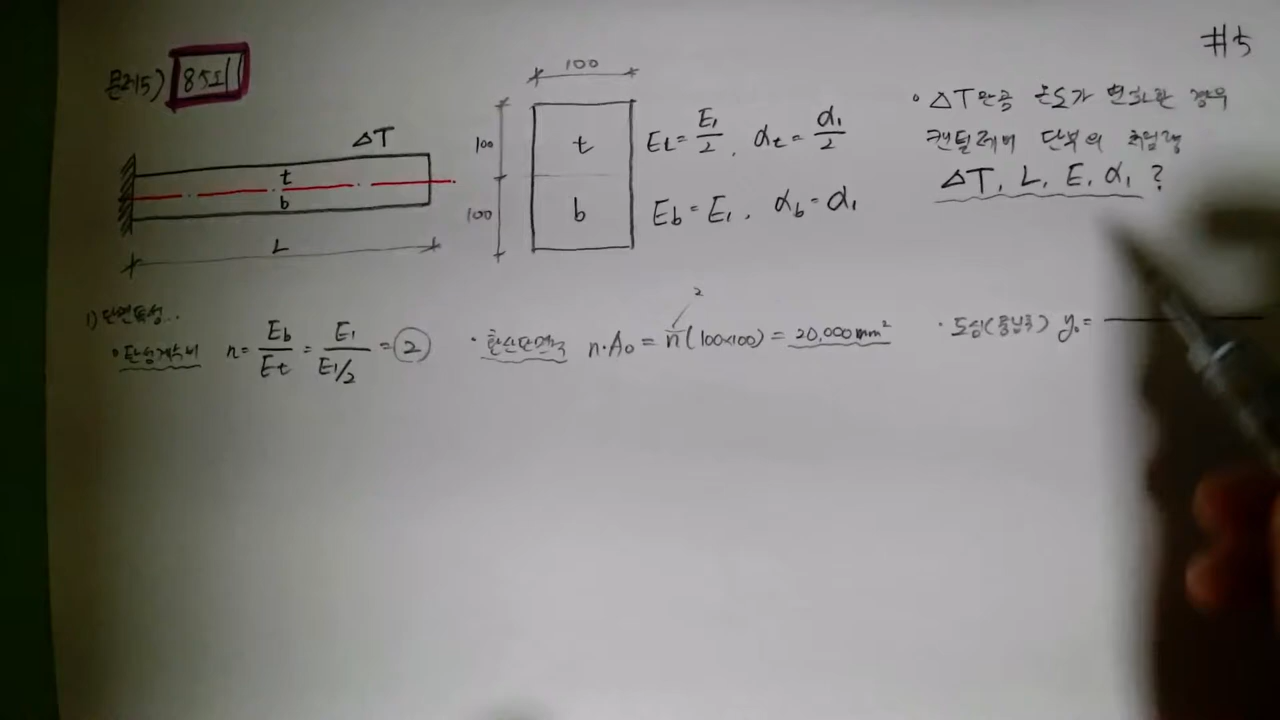 #5
문제5) 85회
ΔT
t
b
L
100
100
100
t
b
Et = E1/2, αt = α1/2
Eb = E1, αb = α1
• ΔT만큼 온도가 변화한 경우
캔틸레버 단부의 처짐량
ΔT, L, E, α1 ?
1) 단면특성..
• 탄성계수비 n = Eb/Et = E1/(E1/2) = 2
• 환산단면적 n·A0 = n(100×100) = 20,000mm²
2
• 도심(중립축) y0 =